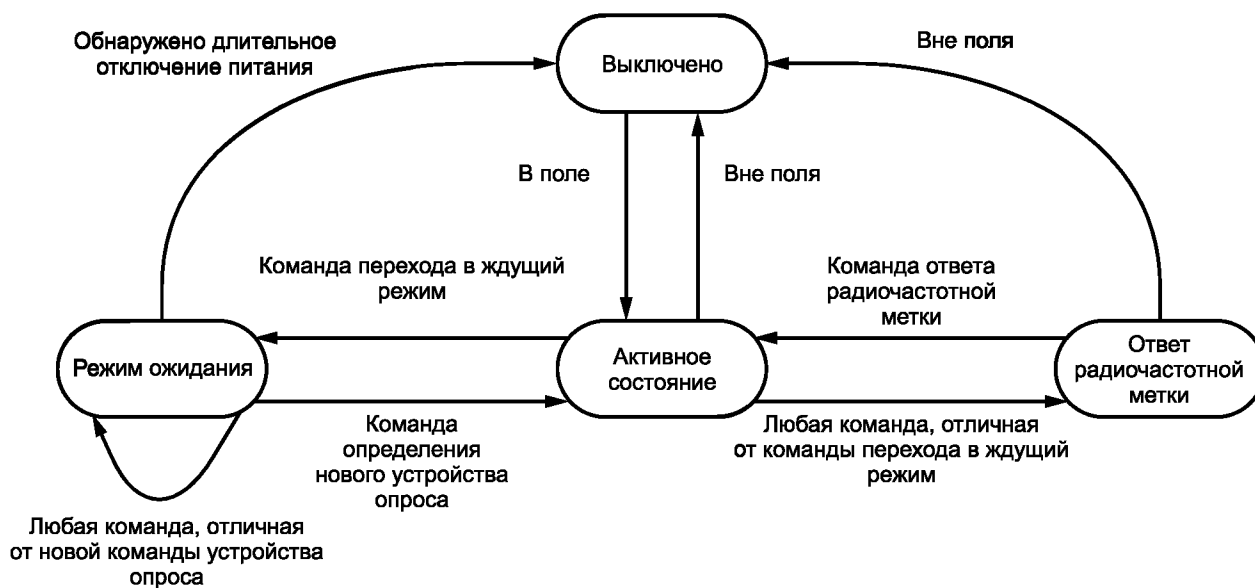 Обнаружено длительное
отключение питания
Выключено
Вне поля
В поле
Вне поля
Команда перехода в ждущий
режим
Команда ответа
радиочастотной
метки
Режим ожидания
Активное
состояние
Ответ
радиочастотной
метки
Команда
определения
нового устройства
опроса
Любая команда, отличная
от команды перехода в ждущий
режим
Любая команда, отличная
от новой команды устройства
опроса